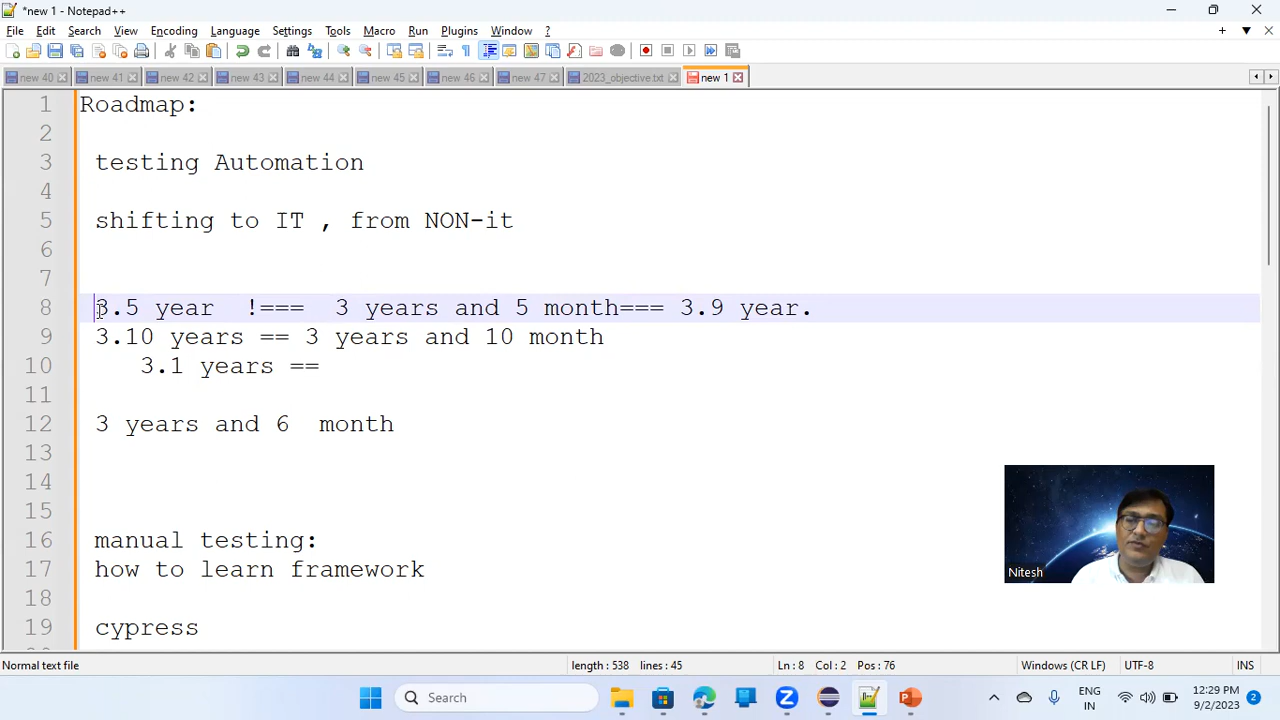 *new 1 - Notepad++
File Edit Search View Encoding Language Settings Tools Macro Run Plugins Window ?
new 40 new 41 new 42 new 43 new 44 new 45 new 46 new 47 2023_objective.txt new 1
1 Roadmap:
2
3 testing Automation
4
5 shifting to IT , from NON-it
6
7
8 3.5 year !=== 3 years and 5 month=== 3.9 year.
9 3.10 years == 3 years and 10 month
10 3.1 years ==
11
12 3 years and 6 month
13
14
15
16 manual testing:
17 how to learn framework
18
19 cypress
Nitesh
Normal text file length : 538 lines : 45 Ln : 8 Col : 2 Pos : 76 Windows (CR LF) UTF-8 INS
Search ENG IN 12:29 PM 9/2/2023 2